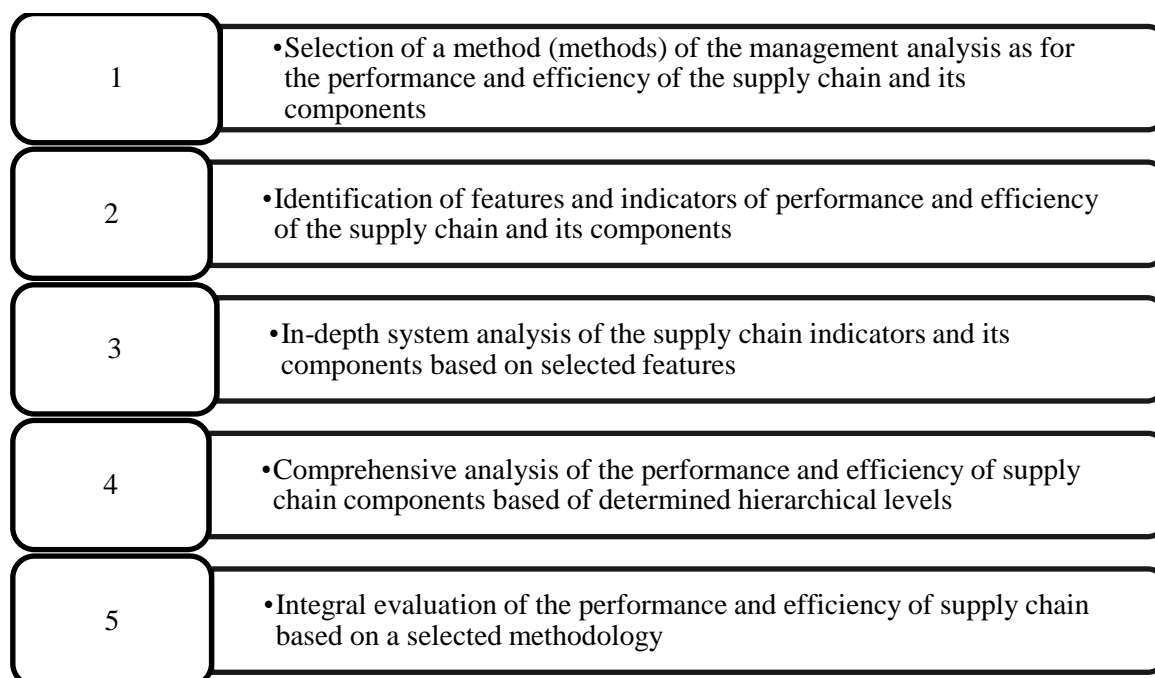 1
•Selection of a method (methods) of the management analysis as for
the performance and efficiency of the supply chain and its
components
2
•Identification of features and indicators of performance and efficiency
of the supply chain and its components
3
•In-depth system analysis of the supply chain indicators and its
components based on selected features
4
•Comprehensive analysis of the performance and efficiency of supply
chain components based of determined hierarchical levels
5
•Integral evaluation of the performance and efficiency of supply chain
based on a selected methodology